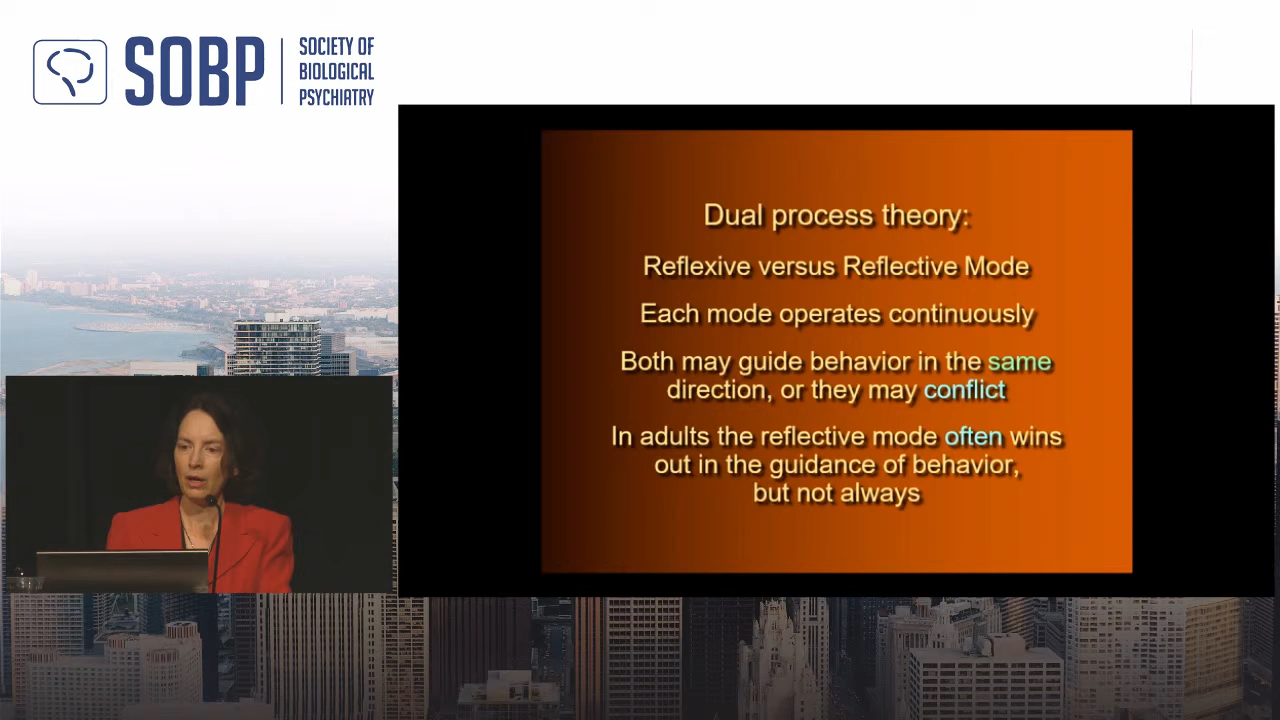 SOBP
SOCIETY OF
BIOLOGICAL
PSYCHIATRY
Dual process theory:
Reflexive versus Reflective Mode
Each mode operates continuously
Both may guide behavior in the same
direction, or they may conflict
In adults the reflective mode often wins
out in the guidance of behavior,
but not always